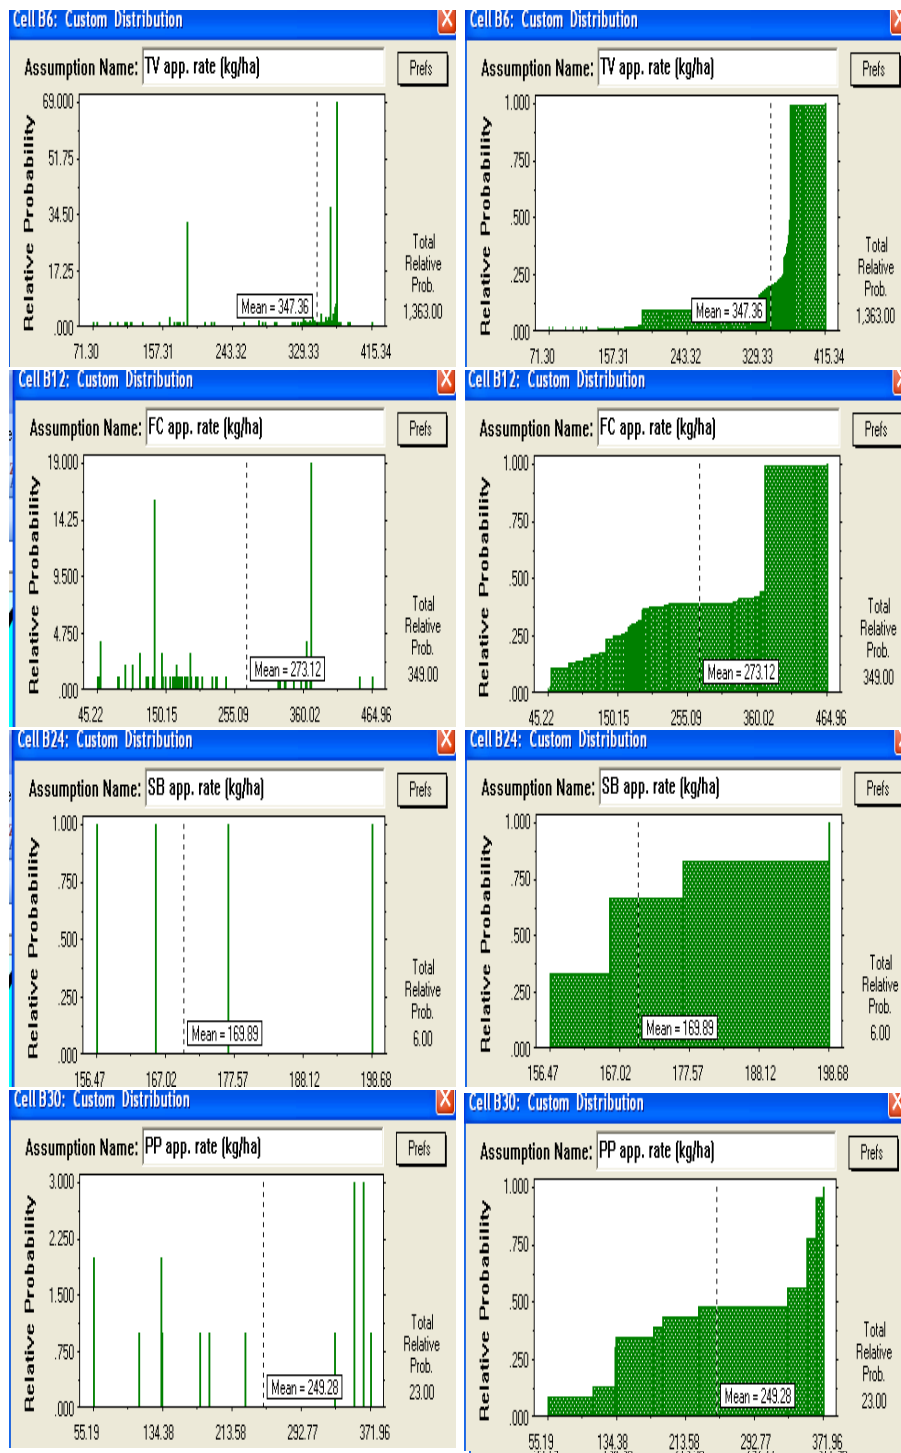 Cell B6: Custom Distribution
Assumption Name: TV app. rate (kg/ha)
Prefs
Relative Probability
69.000
51.75
34.50
17.25
.000
Mean = 347.36
Total
Relative
Prob.
1,363.00
71.30 157.31 243.32 329.33 415.34
Cell B6: Custom Distribution
Assumption Name: TV app. rate (kg/ha)
Prefs
Relative Probability
1.000
.750
.500
.250
.000
Mean = 347.36
Total
Relative
Prob.
1,363.00
71.30 157.31 243.32 329.33 415.34
Cell B12: Custom Distribution
Assumption Name: FC app. rate (kg/ha)
Prefs
Relative Probability
19.000
14.25
9.500
4.750
.000
Mean = 273.12
Total
Relative
Prob.
349.00
45.22 150.15 255.09 360.02 464.96
Cell B12: Custom Distribution
Assumption Name: FC app. rate (kg/ha)
Prefs
Relative Probability
1.000
.750
.500
.250
.000
Mean = 273.12
Total
Relative
Prob.
349.00
45.22 150.15 255.09 360.02 464.96
Cell B24: Custom Distribution
Assumption Name: SB app. rate (kg/ha)
Prefs
Relative Probability
1.000
.750
.500
.250
.000
Mean = 169.89
Total
Relative
Prob.
6.00
156.47 167.02 177.57 188.12 198.68
Cell B24: Custom Distribution
Assumption Name: SB app. rate (kg/ha)
Prefs
Relative Probability
1.000
.750
.500
.250
.000
Mean = 169.89
Total
Relative
Prob.
6.00
156.47 167.02 177.57 188.12 198.68
Cell B30: Custom Distribution
Assumption Name: PP app. rate (kg/ha)
Prefs
Relative Probability
3.000
2.250
1.500
.750
.000
Mean = 249.28
Total
Relative
Prob.
23.00
55.19 134.38 213.58 292.77 371.96
Cell B30: Custom Distribution
Assumption Name: PP app. rate (kg/ha)
Prefs
Relative Probability
1.000
.750
.500
.250
.000
Mean = 249.28
Total
Relative
Prob.
23.00
55.19 134.38 213.58 292.77 371.96